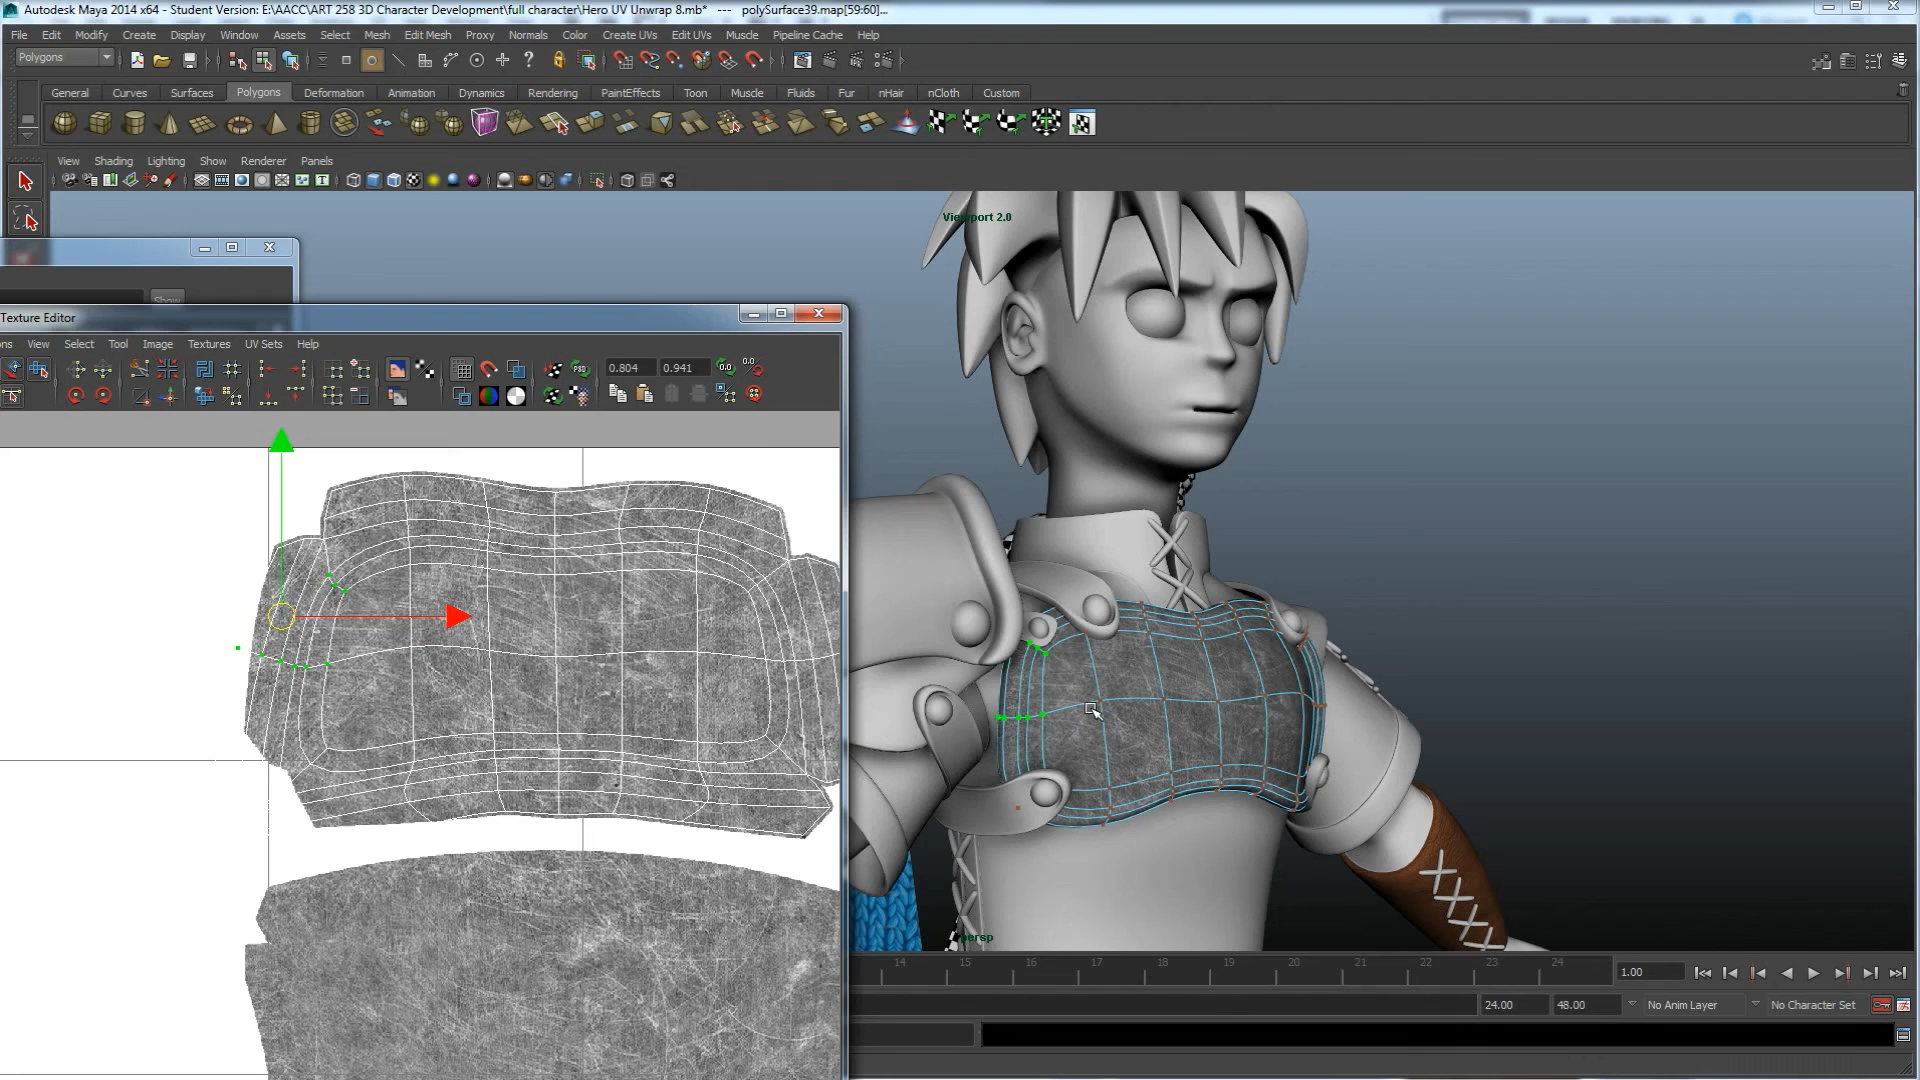 Autodesk Maya 2014 x64 - Student Version: E:\AACC\ART 258 3D Character Development\full character\Hero UV Unwrap 8.mb* --- polySurface39.map[59:60]...
File Edit Modify Create Display Window Assets Select Mesh Edit Mesh Proxy Normals Color Create UVs Edit UVs Muscle Pipeline Cache Help
Polygons
General Curves Surfaces Polygons Deformation Animation Dynamics Rendering PaintEffects Toon Muscle Fluids Fur nHair nCloth Custom
View Shading Lighting Show Renderer Panels
Viewport 2.0
Show
Texture Editor
ns View Select Tool Image Textures UV Sets Help
0.804 0.941
persp
14 15 16 17 18 19 20 21 22 23 24 1.00
24.00 48.00 No Anim Layer No Character Set